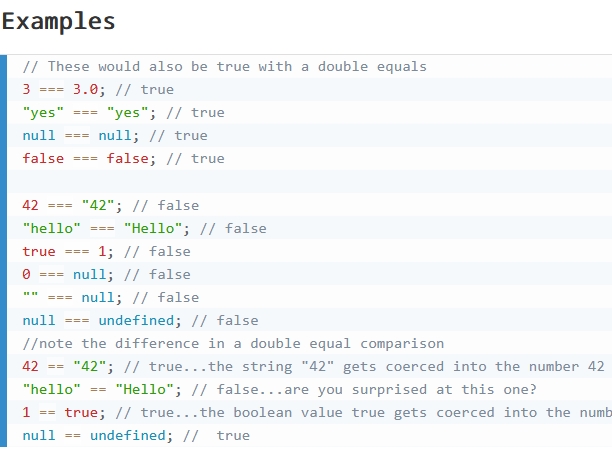 Examples
// These would also be true with a double equals
3 === 3.0; // true
"yes" === "yes"; // true
null === null; // true
false === false; // true
42 === "42"; // false
"hello" === "Hello"; // false
true === 1; // false
0 === null; // false
"" === null; // false
null === undefined; // false
//note the difference in a double equal comparison
42 == "42"; // true...the string "42" gets coerced into the number 42
"hello" == "Hello"; // false...are you surprised at this one?
1 == true; // true...the boolean value true gets coerced into the numb
null == undefined; //  true